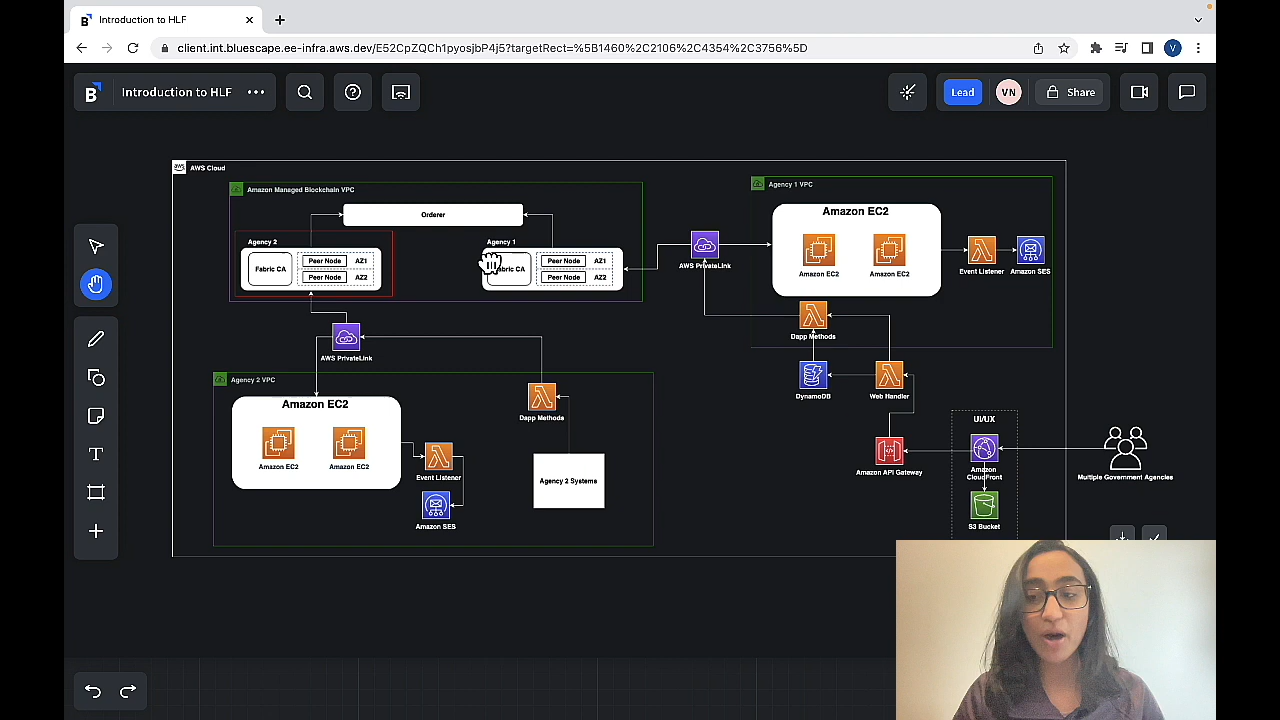 Introduction to HLF
client.int.bluescape.ee-infra.aws.dev/E52CpZQCh1pyosjbP4j5?targetRect=%5B1460%2C2106%2C4354%2C3756%5D
V
Introduction to HLF
Lead
VN
Share
aws
AWS Cloud
Amazon Managed Blockchain VPC
Orderer
Agency 2
Fabric CA
Peer Node AZ1
Peer Node AZ2
Agency 1
Fabric CA
Peer Node AZ1
Peer Node AZ2
AWS PrivateLink
Agency 1 VPC
Amazon EC2
Amazon EC2
Amazon EC2
Event Listener
Amazon SES
Dapp Methods
DynamoDB
Web Handler
AWS PrivateLink
Agency 2 VPC
Amazon EC2
Amazon EC2
Amazon EC2
Event Listener
Amazon SES
Dapp Methods
Agency 2 Systems
Amazon API Gateway
UI/UX
Amazon
CloudFront
S3 Bucket
Multiple Government Agencies